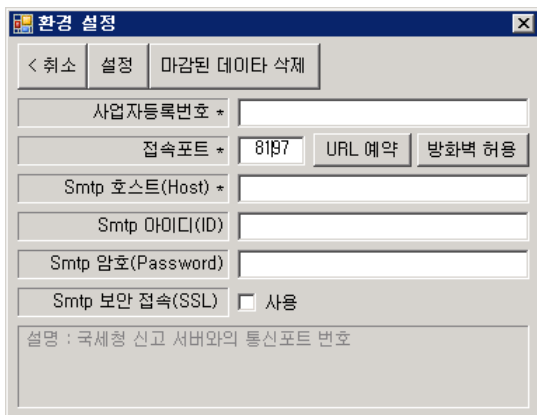 환경 설정
< 취소 설정 마감된 데이타 삭제
사업자등록번호 *
접속포트 * 8197 URL 예약 방화벽 허용
Smtp 호스트(Host) *
Smtp 아이디(ID)
Smtp 암호(Password)
Smtp 보안 접속(SSL) 사용
설명 : 국세청 신고 서버와의 통신포트 번호